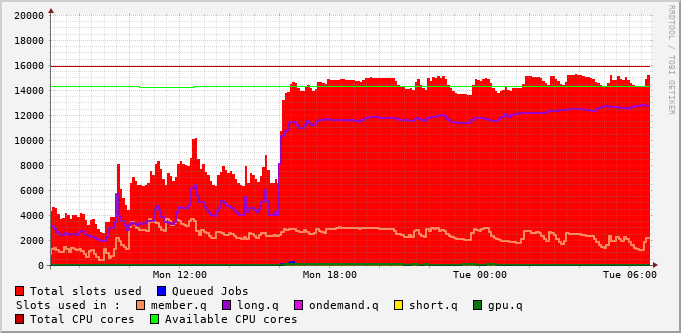 20000
18000
16000
14000
12000
10000
8000
6000
4000
2000
0
Mon 12:00 Mon 18:00 Tue 00:00 Tue 06:00
RRDTOOL / TOBI OETIKER
Total slots used Queued Jobs
Slots used in : member.q long.q ondemand.q short.q gpu.q
Total CPU cores Available CPU cores